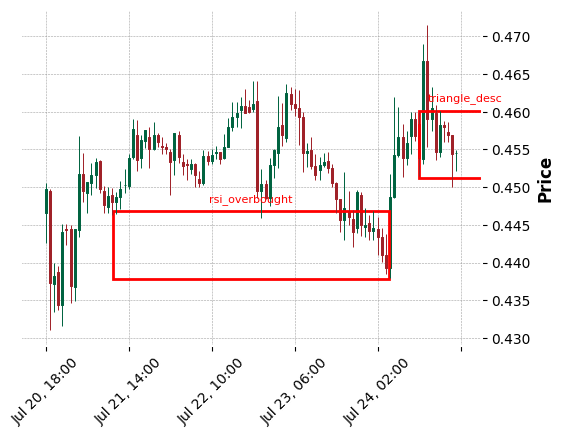 0.470
0.465
triangle_desc
0.460
0.455
0.450
rsi_overbought
0.445
0.440
0.435
0.430
Price
Jul 20, 18:00
Jul 21, 14:00
Jul 22, 10:00
Jul 23, 06:00
Jul 24, 02:00